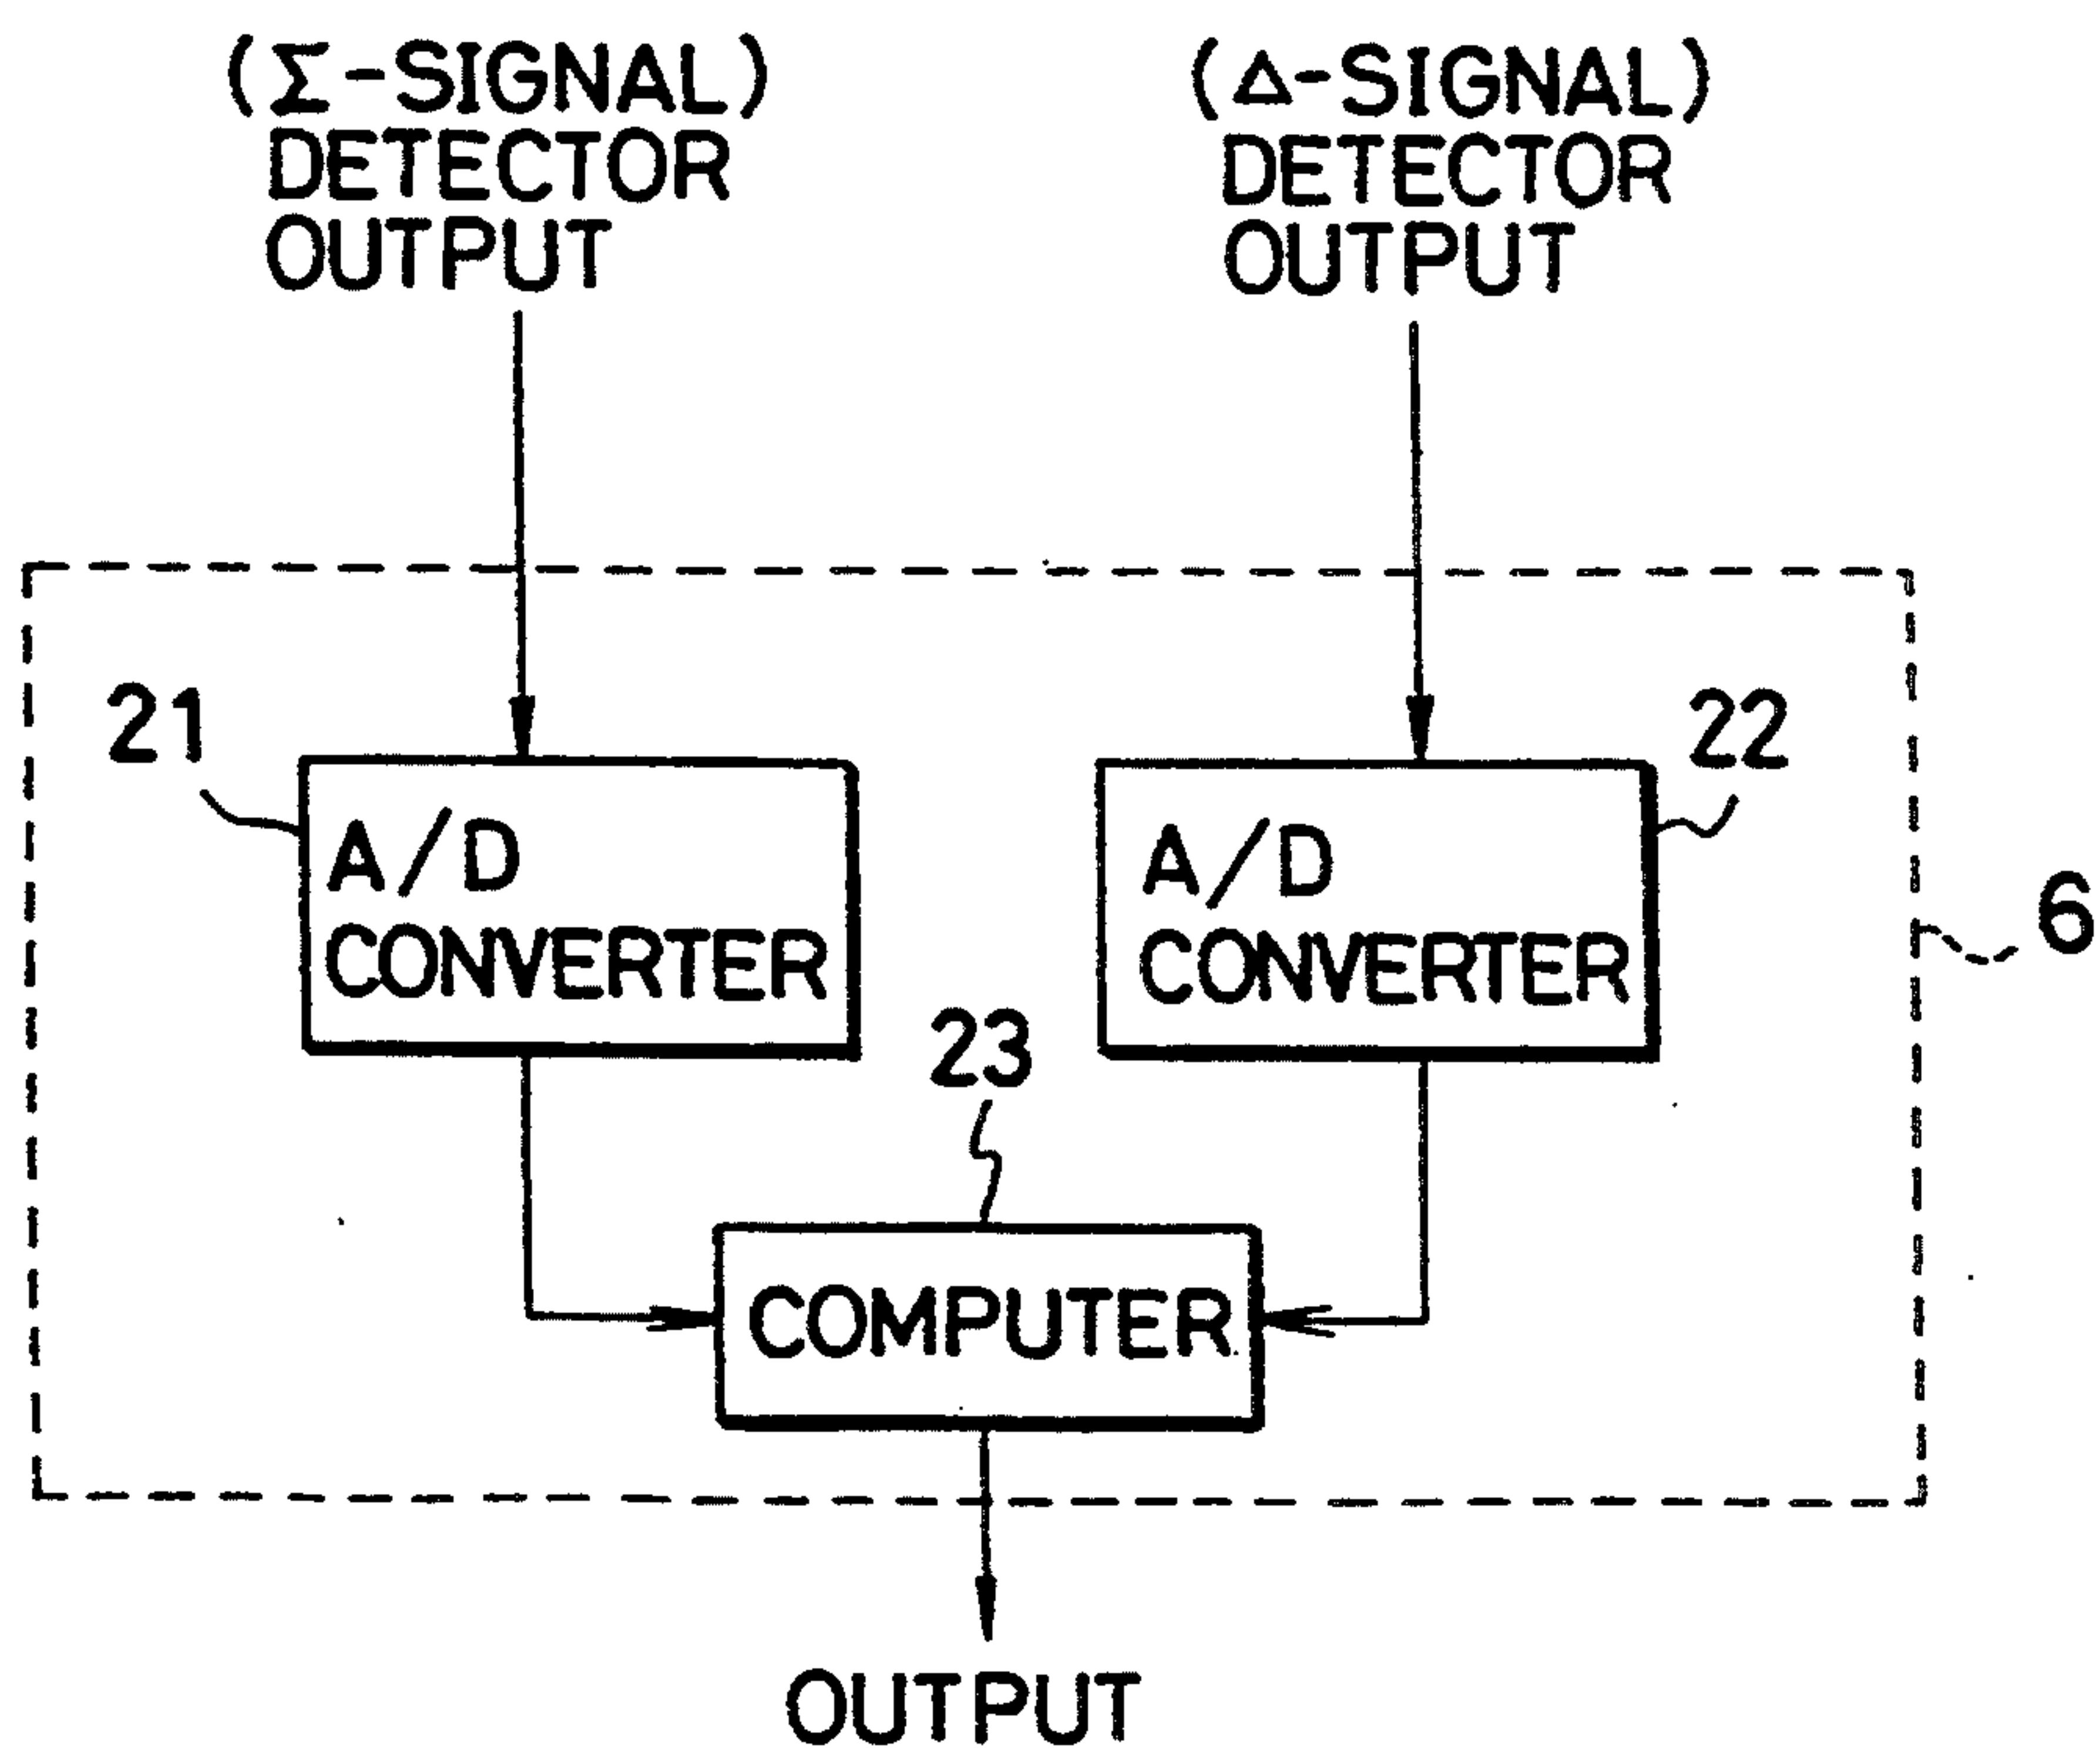 (Σ-SIGNAL)
DETECTOR
OUTPUT
(Δ-SIGNAL)
DETECTOR
OUTPUT
21
A/D
CONVERTER
22
A/D
CONVERTER
6
23
COMPUTER
OUTPUT